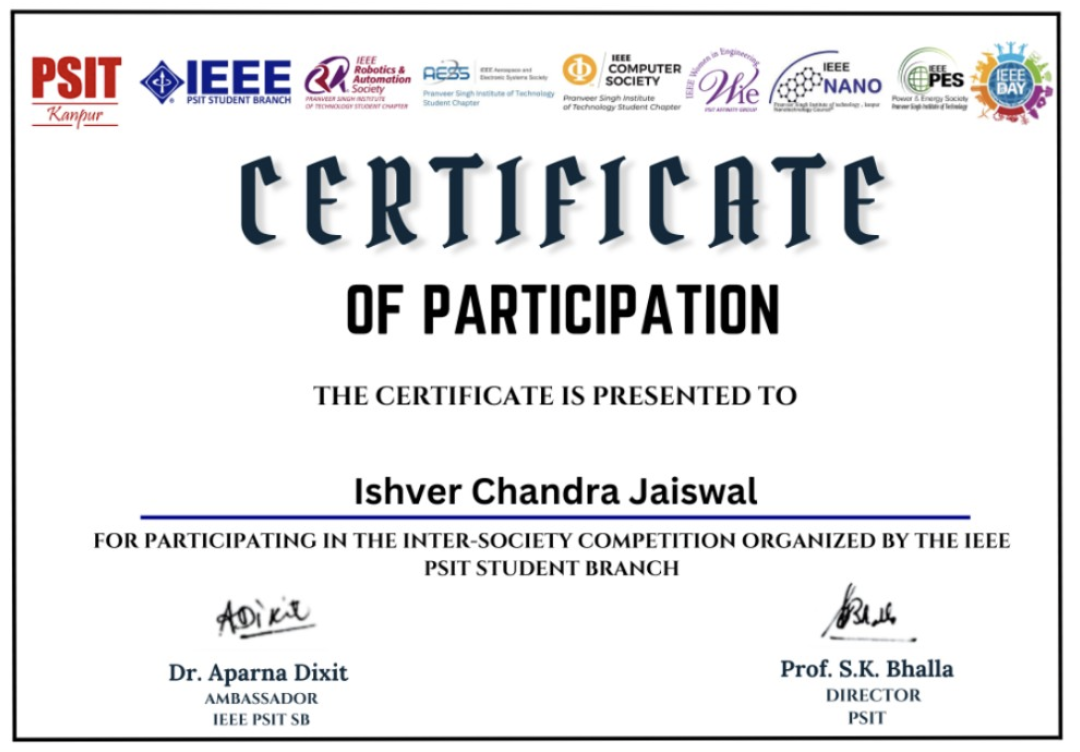 PSIT
Kanpur
IEEE
PSIT STUDENT BRANCH
IEEE
Robotics &
Automation
Society
PRANVEER SINGH INSTITUTE
OF TECHNOLOGY STUDENT CHAPTER
AESS
IEEE Aerospace and
Electronic Systems Society
Pranveer Singh Institute of Technology
Student Chapter
IEEE
COMPUTER
SOCIETY
Pranveer Singh Institute
of Technology Student Chapter
IEEE Women in Engineering
Wie
PSIT AFFINITY GROUP
IEEE
NANO
Pranveer Singh Institute of technology, kanpur
Nanotechnology Council
IEEE
PES
Power & Energy Society
Pranveer Singh Institute of Technology
IEEE
DAY
CERTIFICATE
OF PARTICIPATION
THE CERTIFICATE IS PRESENTED TO
Ishver Chandra Jaiswal
FOR PARTICIPATING IN THE INTER-SOCIETY COMPETITION ORGANIZED BY THE IEEE
PSIT STUDENT BRANCH
ADixit
Dr. Aparna Dixit
AMBASSADOR
IEEE PSIT SB
Prof. S.K. Bhalla
DIRECTOR
PSIT